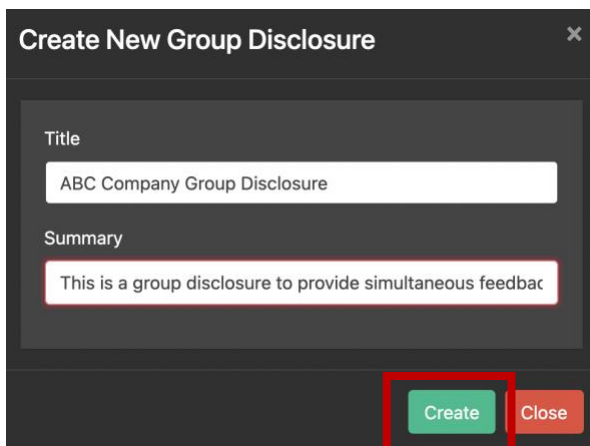 Create New Group Disclosure ×
Title
ABC Company Group Disclosure
Summary
This is a group disclosure to provide simultaneous feedbac
Create Close